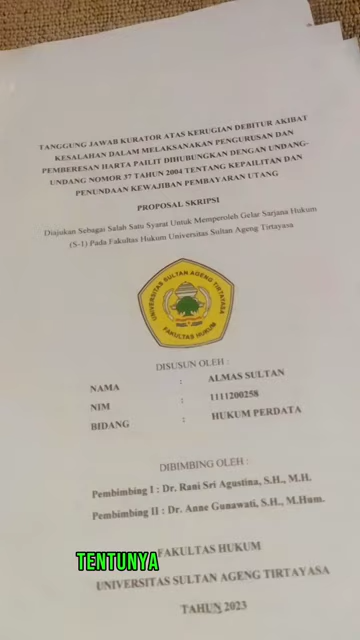 TANGGUNG JAWAB KURATOR ATAS KERUGIAN DEBITUR AKIBAT
KESALAHAN DALAM MELAKSANAKAN PENGURUSAN DAN
PEMBERESAN HARTA PAILIT DIHUBUNGKAN DENGAN UNDANG-
UNDANG NOMOR 37 TAHUN 2004 TENTANG KEPAILITAN DAN
PENUNDAAN KEWAJIBAN PEMBAYARAN UTANG
PROPOSAL SKRIPSI
Diajukan Sebagai Salah Satu Syarat Untuk Memperoleh Gelar Sarjana Hukum
(S-1) Pada Fakultas Hukum Universitas Sultan Ageng Tirtayasa
UNIVERSITAS SULTAN AGENG TIRTAYASA
FAKULTAS HUKUM
DISUSUN OLEH :
NAMA : ALMAS SULTAN
NIM : 1111200258
BIDANG : HUKUM PERDATA
DIBIMBING OLEH :
Pembimbing I : Dr. Rani Sri Agustina, S.H., M.H.
Pembimbing II : Dr. Anne Gunawati, S.H., M.Hum.
TENTUNYA
FAKULTAS HUKUM
UNIVERSITAS SULTAN AGENG TIRTAYASA
TAHUN 2023